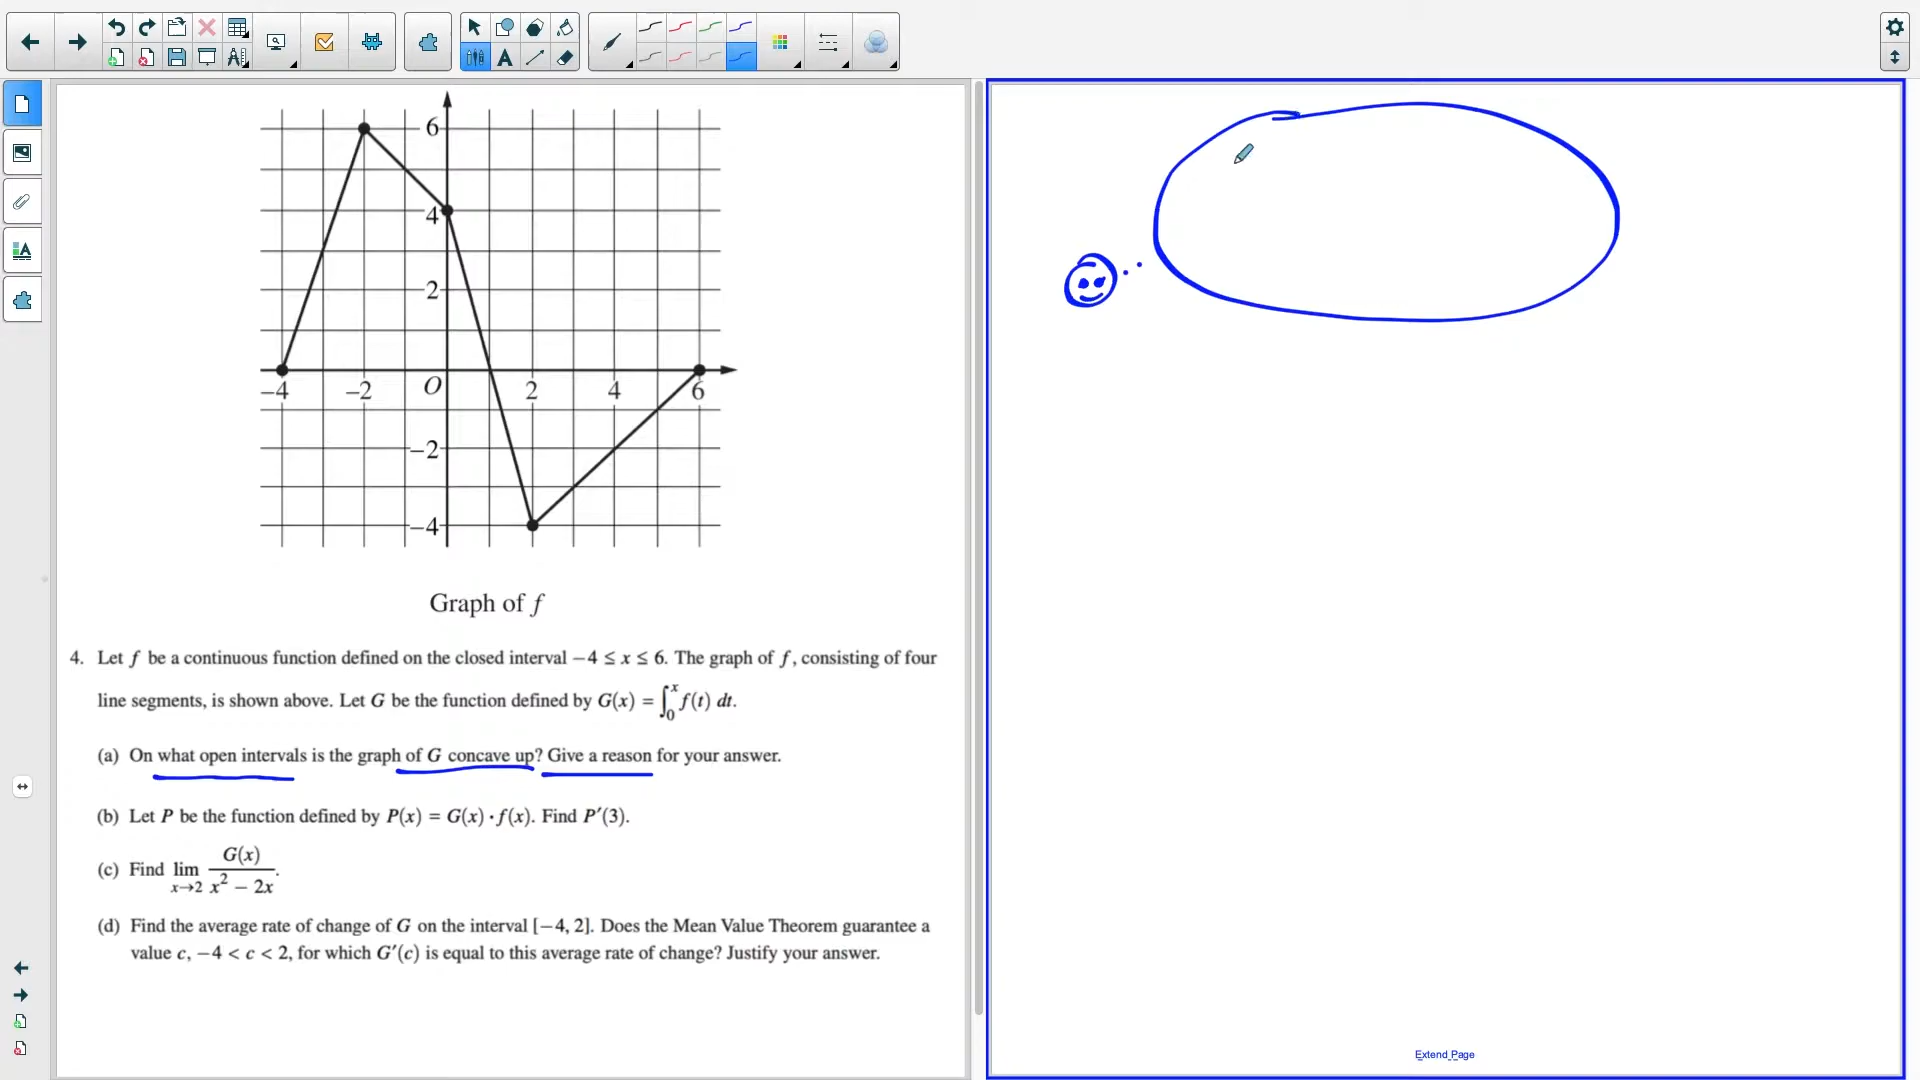 6
4
2
-4 -2 O 2 4 6
-2
-4
Graph of f
4. Let f be a continuous function defined on the closed interval −4 ≤ x ≤ 6. The graph of f, consisting of four
line segments, is shown above. Let G be the function defined by G(x) = ∫₀ˣ f(t) dt.
(a) On what open intervals is the graph of G concave up? Give a reason for your answer.
(b) Let P be the function defined by P(x) = G(x) · f(x). Find P′(3).
(c) Find lim x→2 G(x) / x² − 2x.
(d) Find the average rate of change of G on the interval [−4, 2]. Does the Mean Value Theorem guarantee a
value c, −4 < c < 2, for which G′(c) is equal to this average rate of change? Justify your answer.
Extend Page